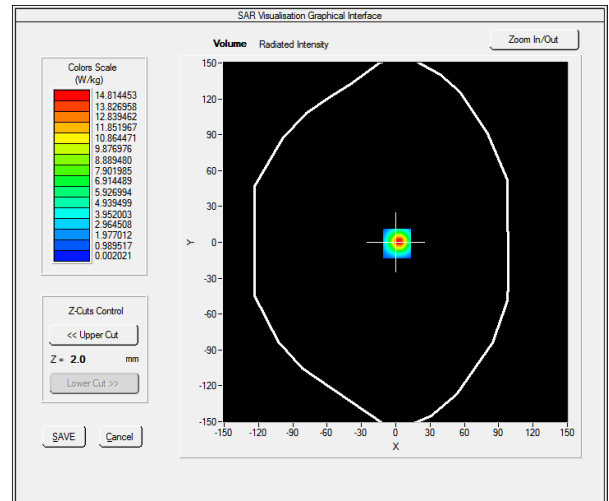 SAR Visualisation Graphical Interface
Volume Radiated Intensity
Zoom In/Out
Colors Scale
(W/kg)
14.814453
13.826958
12.839462
11.851967
10.864471
9.876976
8.889480
7.901985
6.914489
5.926994
4.939499
3.952003
2.964508
1.977012
0.989517
0.002021
Z-Cuts Control
<< Upper Cut
Z = 2.0 mm
Lower Cut >>
SAVE Cancel
150
120
90
60
30
0
-30
-60
-90
-120
-150
Y
-150 -120 -90 -60 -30 0 30 60 90 120 150
X